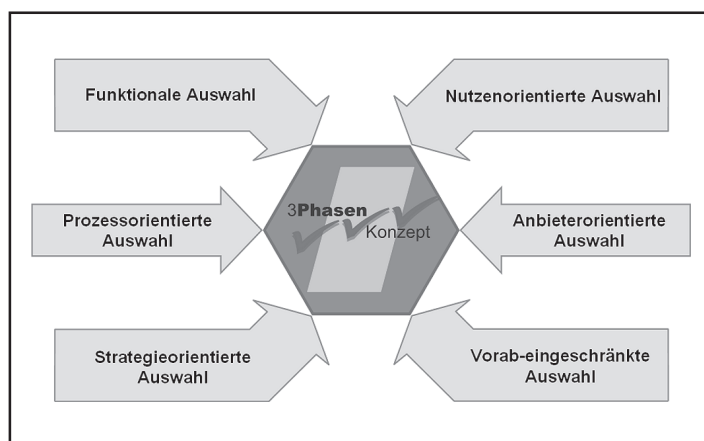 Funktionale Auswahl
Nutzenorientierte Auswahl
Prozessorientierte
Auswahl
3Phasen
Konzept
Anbieterorientierte
Auswahl
Strategieorientierte
Auswahl
Vorab-eingeschränkte
Auswahl